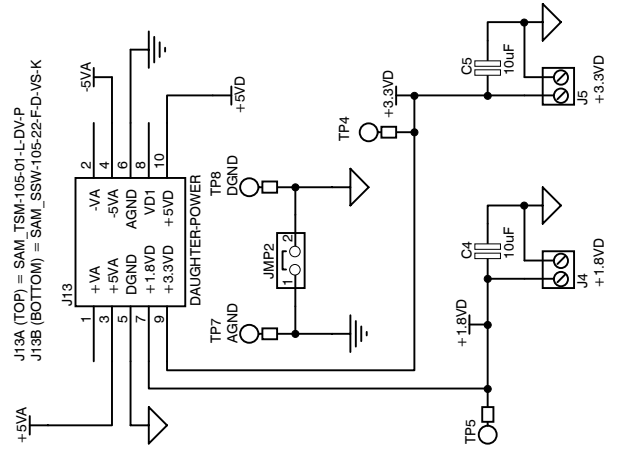 J13A (TOP) = SAM_TSM-105-01-L-DV-P
J13B (BOTTOM) = SAM_SSW-105-22-F-D-VS-K
J13
+5VA
-5VA
1
+VA
-VA
2
3
+5VA
-5VA
4
5
DGND
AGND
6
7
+1.8VD
VD1
8
9
+3.3VD
+5VD
10
DAUGHTER-POWER
+5VD
TP7
AGND
TP8
DGND
JMP2
1
2
TP4
+3.3VD
C5
10uF
J5
+3.3VD
TP5
+1.8VD
C4
10uF
J4
+1.8VD